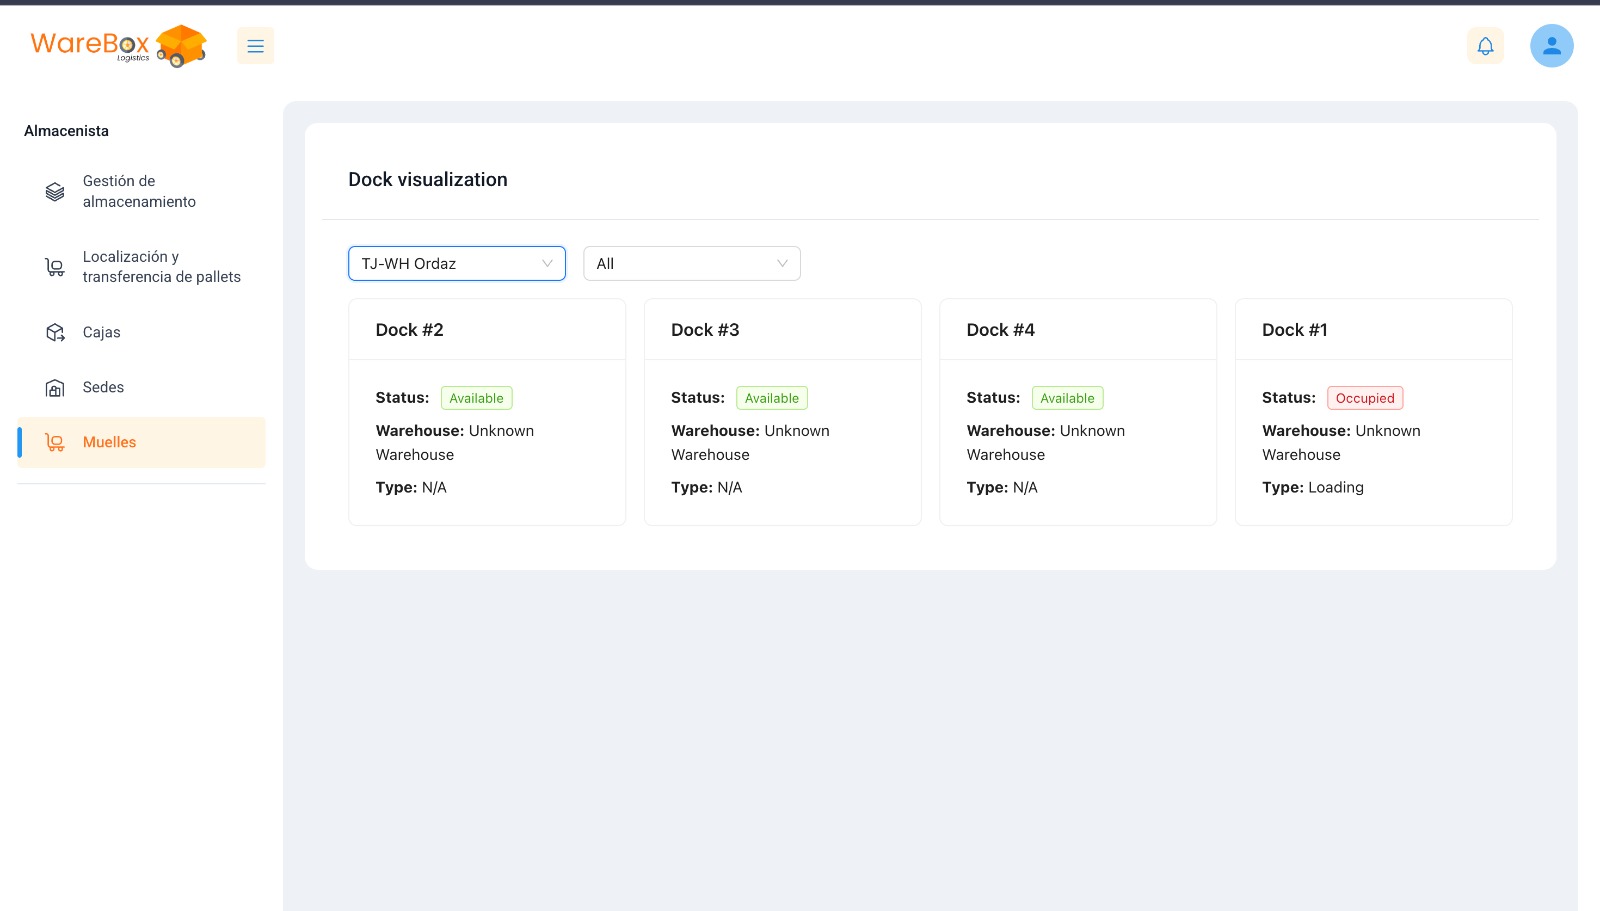 WareBox
Logistics
Almacenista
Gestión de
almacenamiento
Localización y
transferencia de pallets
Cajas
Sedes
Muelles
Dock visualization
TJ-WH Ordaz
All
Dock #2
Status: Available
Warehouse: Unknown
Warehouse
Type: N/A
Dock #3
Status: Available
Warehouse: Unknown
Warehouse
Type: N/A
Dock #4
Status: Available
Warehouse: Unknown
Warehouse
Type: N/A
Dock #1
Status: Occupied
Warehouse: Unknown
Warehouse
Type: Loading